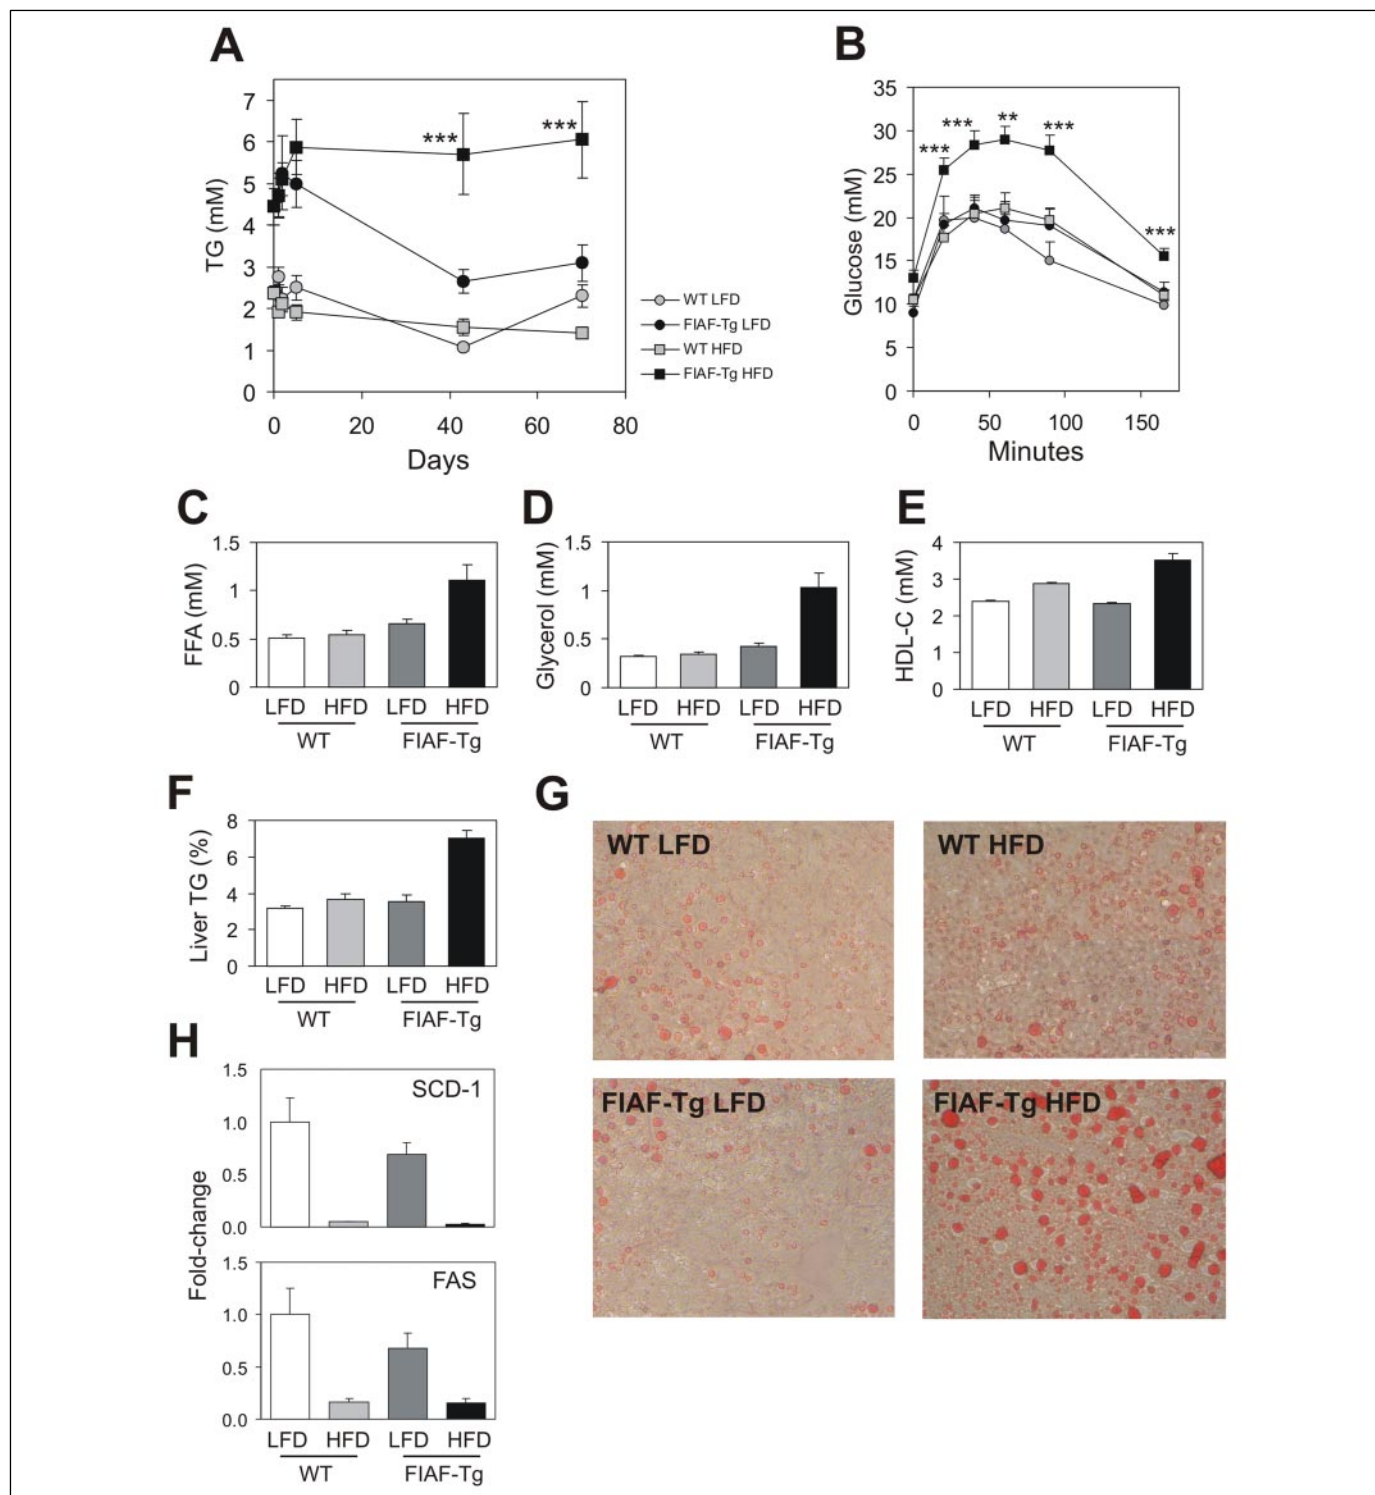 A
7
6
5
4
3
2
1
0
TG (mM)
*** ***
0 20 40 60 80
Days
WT LFD
FIAF-Tg LFD
WT HFD
FIAF-Tg HFD
B
35
30
25
20
15
10
5
0
Glucose (mM)
*** *** ** *** ***
0 50 100 150
Minutes
C
1.5
1
0.5
0
FFA (mM)
LFD HFD LFD HFD
WT FIAF-Tg
D
1.5
1
0.5
0
Glycerol (mM)
LFD HFD LFD HFD
WT FIAF-Tg
E
4
3
2
1
0
HDL-C (mM)
LFD HFD LFD HFD
WT FIAF-Tg
F
8
6
4
2
0
Liver TG (%)
LFD HFD LFD HFD
WT FIAF-Tg
G
WT LFD
WT HFD
FIAF-Tg LFD
FIAF-Tg HFD
H
1.5
1.0
0.5
0.0
SCD-1
Fold-change
1.5
1.0
0.5
0.0
FAS
LFD HFD LFD HFD
WT FIAF-Tg